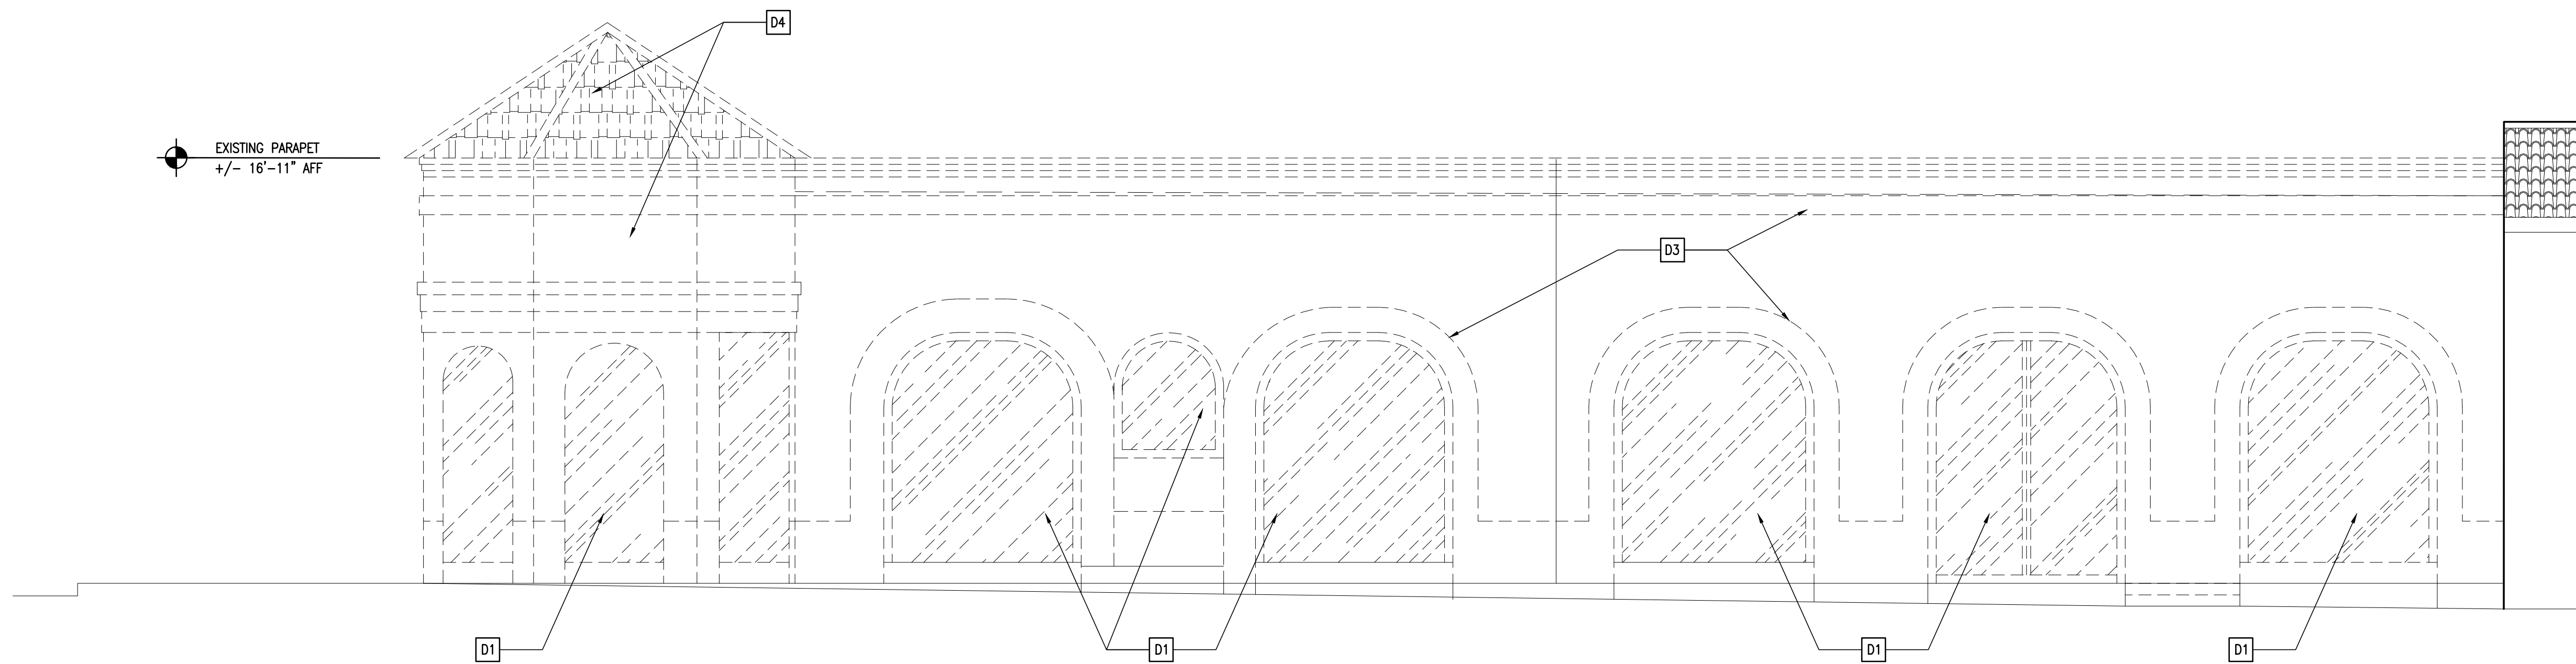 D4
EXISTING PARAPET
+/- 16'-11" AFF
D3
D1
D1
D1
D1